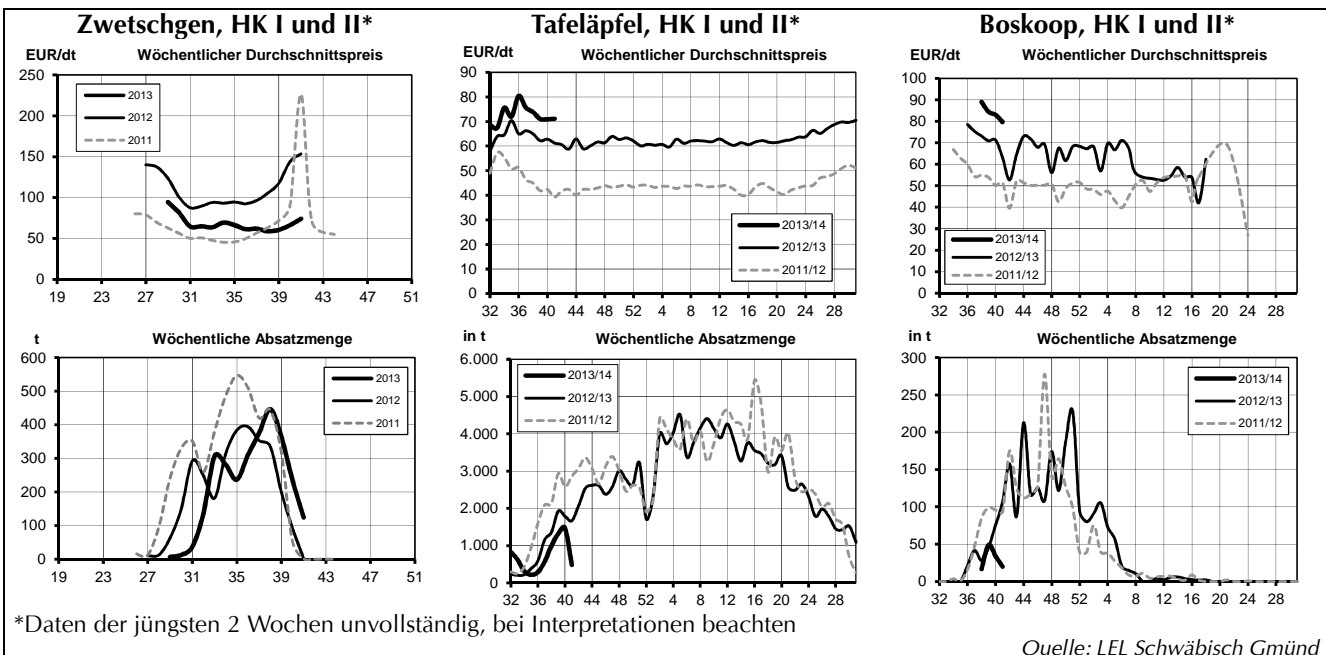 Zwetschgen, HK I und II*
EUR/dt
Wöchentlicher Durchschnittspreis
250
200
150
100
50
0
2013
2012
2011
19 23 27 31 35 39 43 47 51
t
Wöchentliche Absatzmenge
600
500
400
300
200
100
0
2013
2012
2011
19 23 27 31 35 39 43 47 51
Tafeläpfel, HK I und II*
EUR/dt
Wöchentlicher Durchschnittspreis
90
80
70
60
50
40
30
20
10
0
2013/14
2012/13
2011/12
32 36 40 44 48 52 4 8 12 16 20 24 28
in t
Wöchentliche Absatzmenge
6.000
5.000
4.000
3.000
2.000
1.000
0
2013/14
2012/13
2011/12
32 36 40 44 48 52 4 8 12 16 20 24 28
Boskoop, HK I und II*
EUR/dt
Wöchentlicher Durchschnittspreis
100
90
80
70
60
50
40
30
20
10
0
2013/14
2012/13
2011/12
32 36 40 44 48 52 4 8 12 16 20 24 28
in t
Wöchentliche Absatzmenge
300
250
200
150
100
50
0
2013/14
2012/13
2011/12
32 36 40 44 48 52 4 8 12 16 20 24 28
*Daten der jüngsten 2 Wochen unvollständig, bei Interpretationen beachten
Quelle: LEL Schwäbisch Gmünd